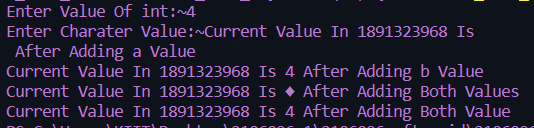 Enter Value Of int:~4
Enter Charater Value:~Current Value In 1891323968 Is
 After Adding a Value
Current Value In 1891323968 Is 4 After Adding b Value
Current Value In 1891323968 Is ♦ After Adding Both Values
Current Value In 1891323968 Is 4 After Adding Both Value